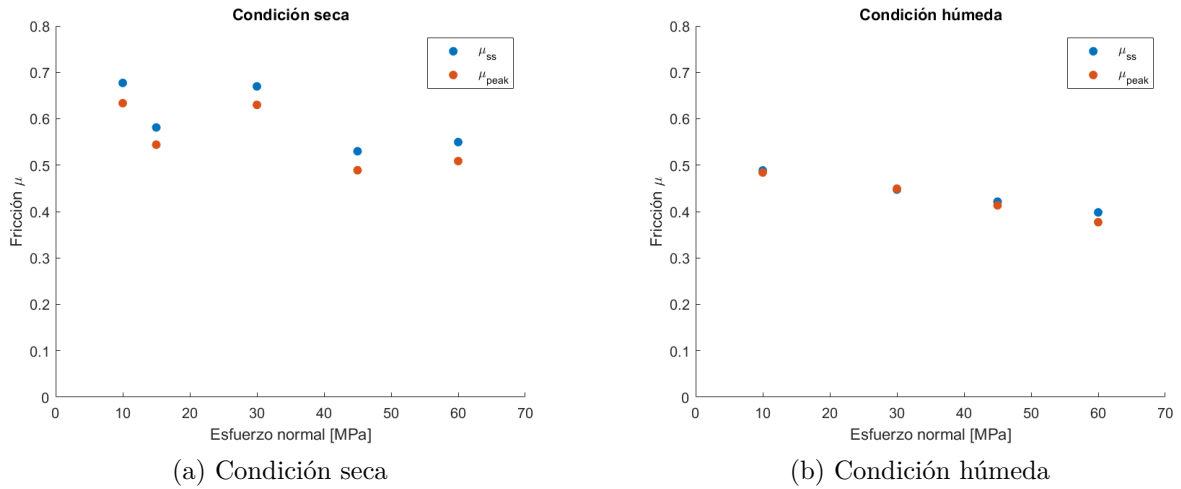 Condición seca
0.8
0.7
0.6
0.5
0.4
0.3
0.2
0.1
0
Fricción μ
μss
μpeak
0 10 20 30 40 50 60 70
Esfuerzo normal [MPa]
(a) Condición seca
Condición húmeda
0.8
0.7
0.6
0.5
0.4
0.3
0.2
0.1
0
Fricción μ
μss
μpeak
0 10 20 30 40 50 60 70
Esfuerzo normal [MPa]
(b) Condición húmeda